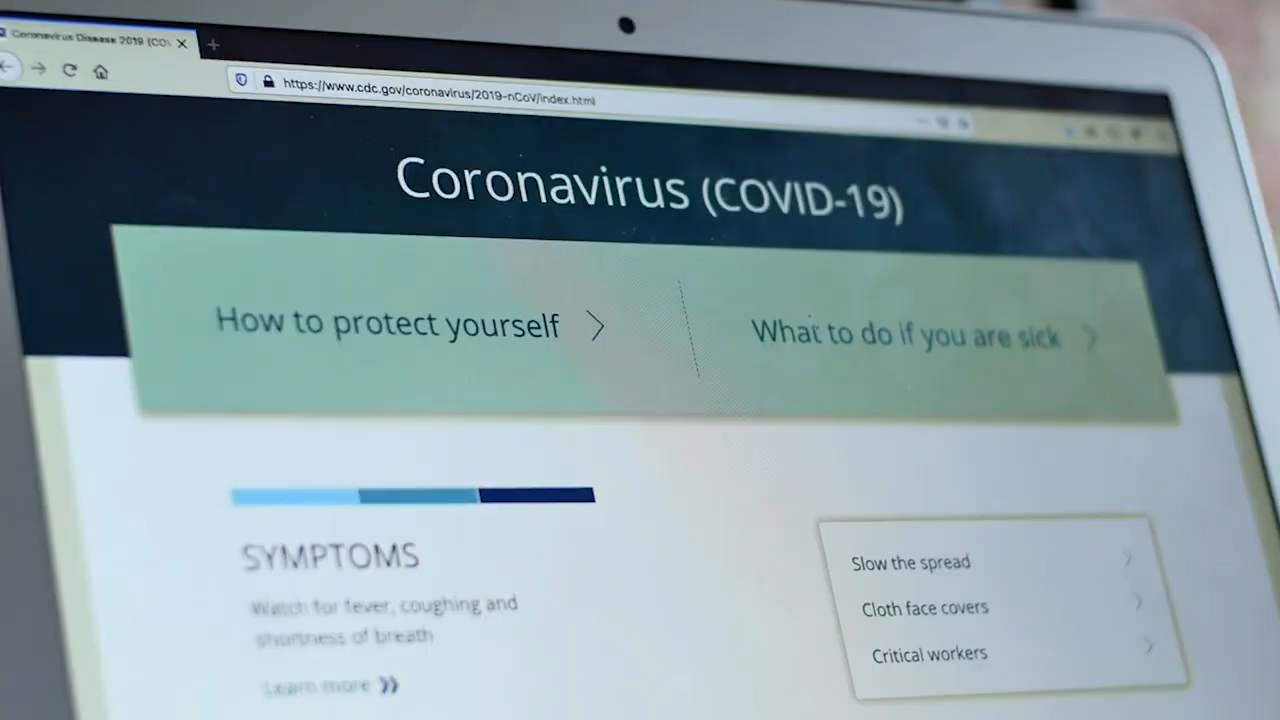 Coronavirus Disease 2019 (COV
https://www.cdc.gov/coronavirus/2019-nCoV/index.html
Coronavirus (COVID-19)
How to protect yourself
What to do if you are sick
SYMPTOMS
Watch for fever, coughing and
shortness of breath
Learn more
Slow the spread
Cloth face covers
Critical workers